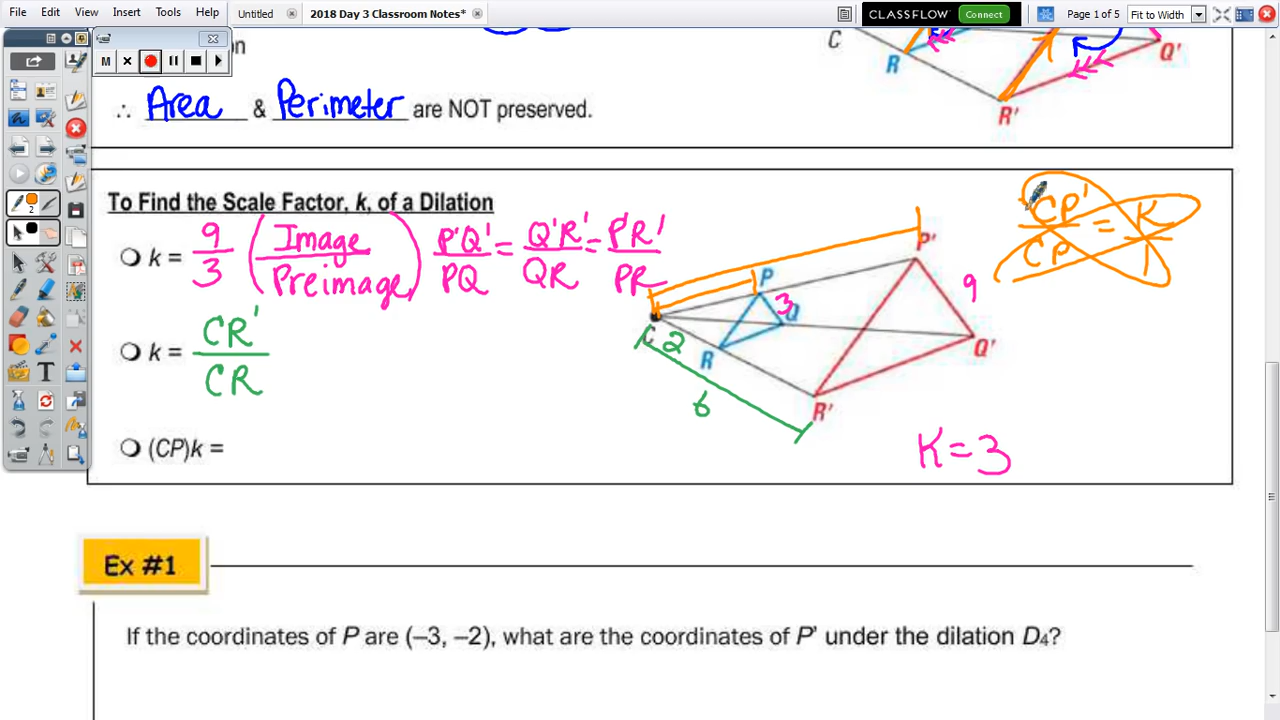 File Edit View Insert Tools Help
Untitled
2018 Day 3 Classroom Notes*
CLASSFLOW Connect
Page 1 of 5
Fit to Width
M
on
C R R' Q'
∴ Area & Perimeter are NOT preserved.
To Find the Scale Factor, k, of a Dilation
k = 9/3 (Image/Preimage) P'Q'/PQ = Q'R'/QR = P'R'/PR
k = CR'/CR
(CP)k =
CP'/CP = K/1
P'
P
9
3
Q
C 2
R
Q'
6
R'
K=3
2
T
Ex #1
If the coordinates of P are (–3, –2), what are the coordinates of P' under the dilation D₄?